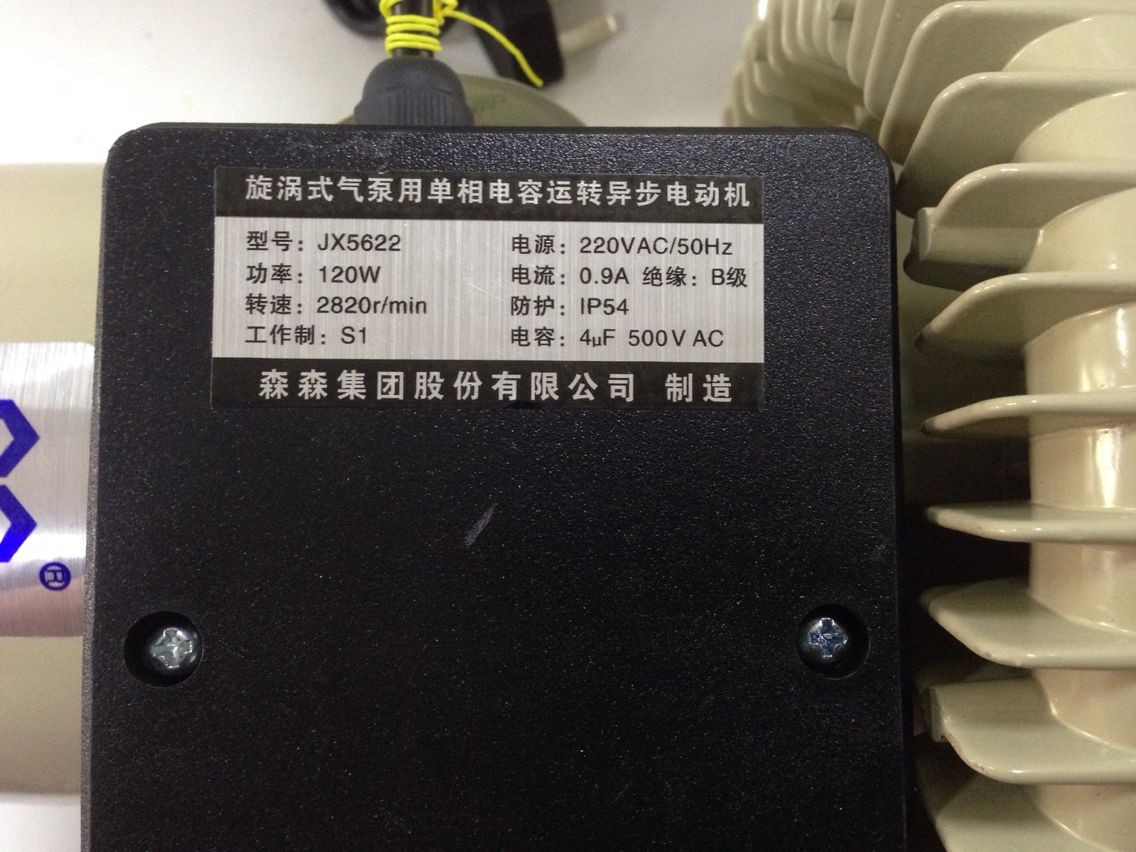 旋涡式气泵用单相电容运转异步电动机
型号: JX5622 电源: 220VAC/50Hz
功率: 120W 电流: 0.9A 绝缘: B级
转速: 2820r/min 防护: IP54
工作制: S1 电容: 4μF 500V AC
森森集团股份有限公司 制造
®